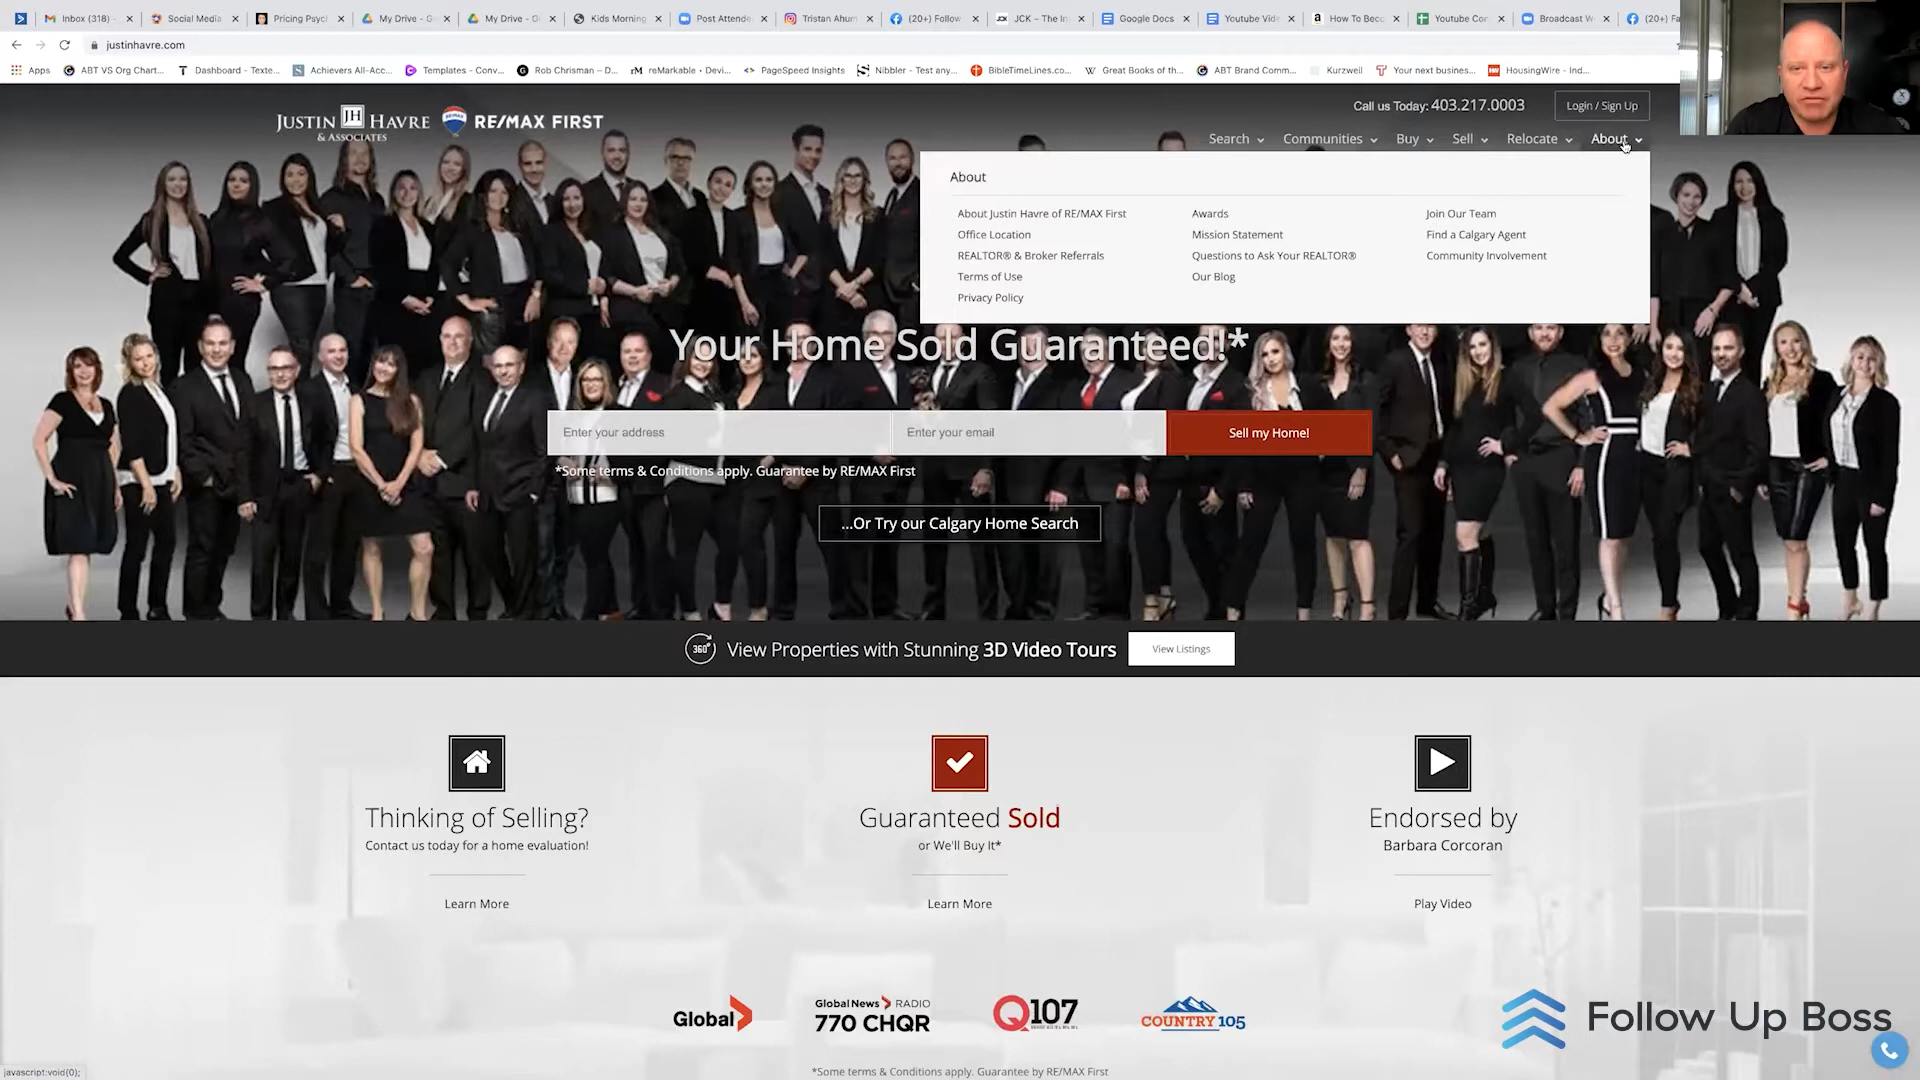 Inbox (318) -
Social Media
Pricing Psyc
My Drive - G
My Drive - G
Kids Morning
Post Attende
Tristan Ahum
(20+) Follow
JCK – The In
Google Docs
Youtube Vide
How To Beco
Youtube Con
Broadcast W
(20+) Fa
justinhavre.com
Apps
ABT VS Org Chart...
Dashboard - Texte...
Achievers All-Acc...
Templates - Conv...
Rob Chrisman – D...
reMarkable • Devi...
PageSpeed Insights
Nibbler - Test any...
BibleTimeLines.co...
Great Books of th...
ABT Brand Comm...
Kurzweil
Your next busines...
HousingWire - Ind...
JUSTIN JH HAVRE
& ASSOCIATES
RE/MAX FIRST
Call us Today: 403.217.0003
Login / Sign Up
Search
Communities
Buy
Sell
Relocate
About
About
About Justin Havre of RE/MAX First
Awards
Join Our Team
Office Location
Mission Statement
Find a Calgary Agent
REALTOR® & Broker Referrals
Questions to Ask Your REALTOR®
Community Involvement
Terms of Use
Our Blog
Privacy Policy
Your Home Sold Guaranteed!*
Enter your address
Enter your email
Sell my Home!
*Some terms & Conditions apply. Guarantee by RE/MAX First
...Or Try our Calgary Home Search
360° View Properties with Stunning 3D Video Tours
View Listings
Thinking of Selling?
Contact us today for a home evaluation!
Learn More
Guaranteed Sold
or We'll Buy It*
Learn More
Endorsed by
Barbara Corcoran
Play Video
Global
Global News RADIO
770 CHQR
Q107
COUNTRY 105
Follow Up Boss
*Some terms & Conditions apply. Guarantee by RE/MAX First
javascript:void(0);